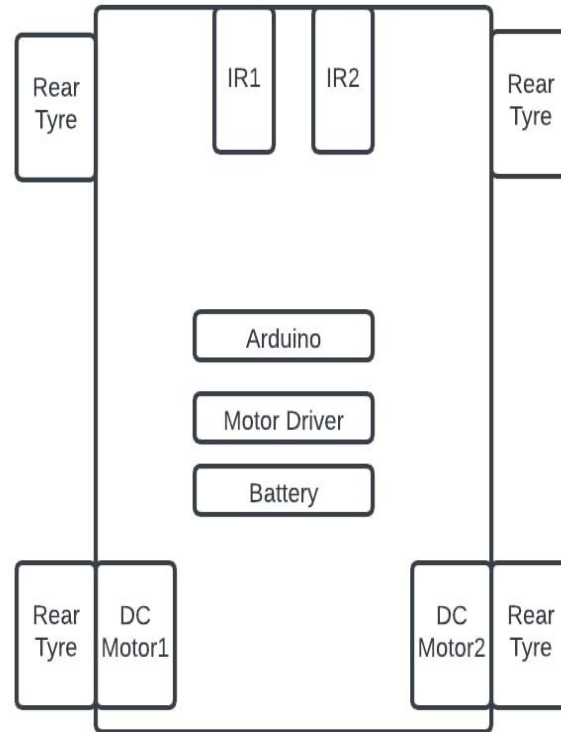 Rear
Tyre
IR1
IR2
Rear
Tyre
Arduino
Motor Driver
Battery
Rear
Tyre
DC
Motor1
DC
Motor2
Rear
Tyre